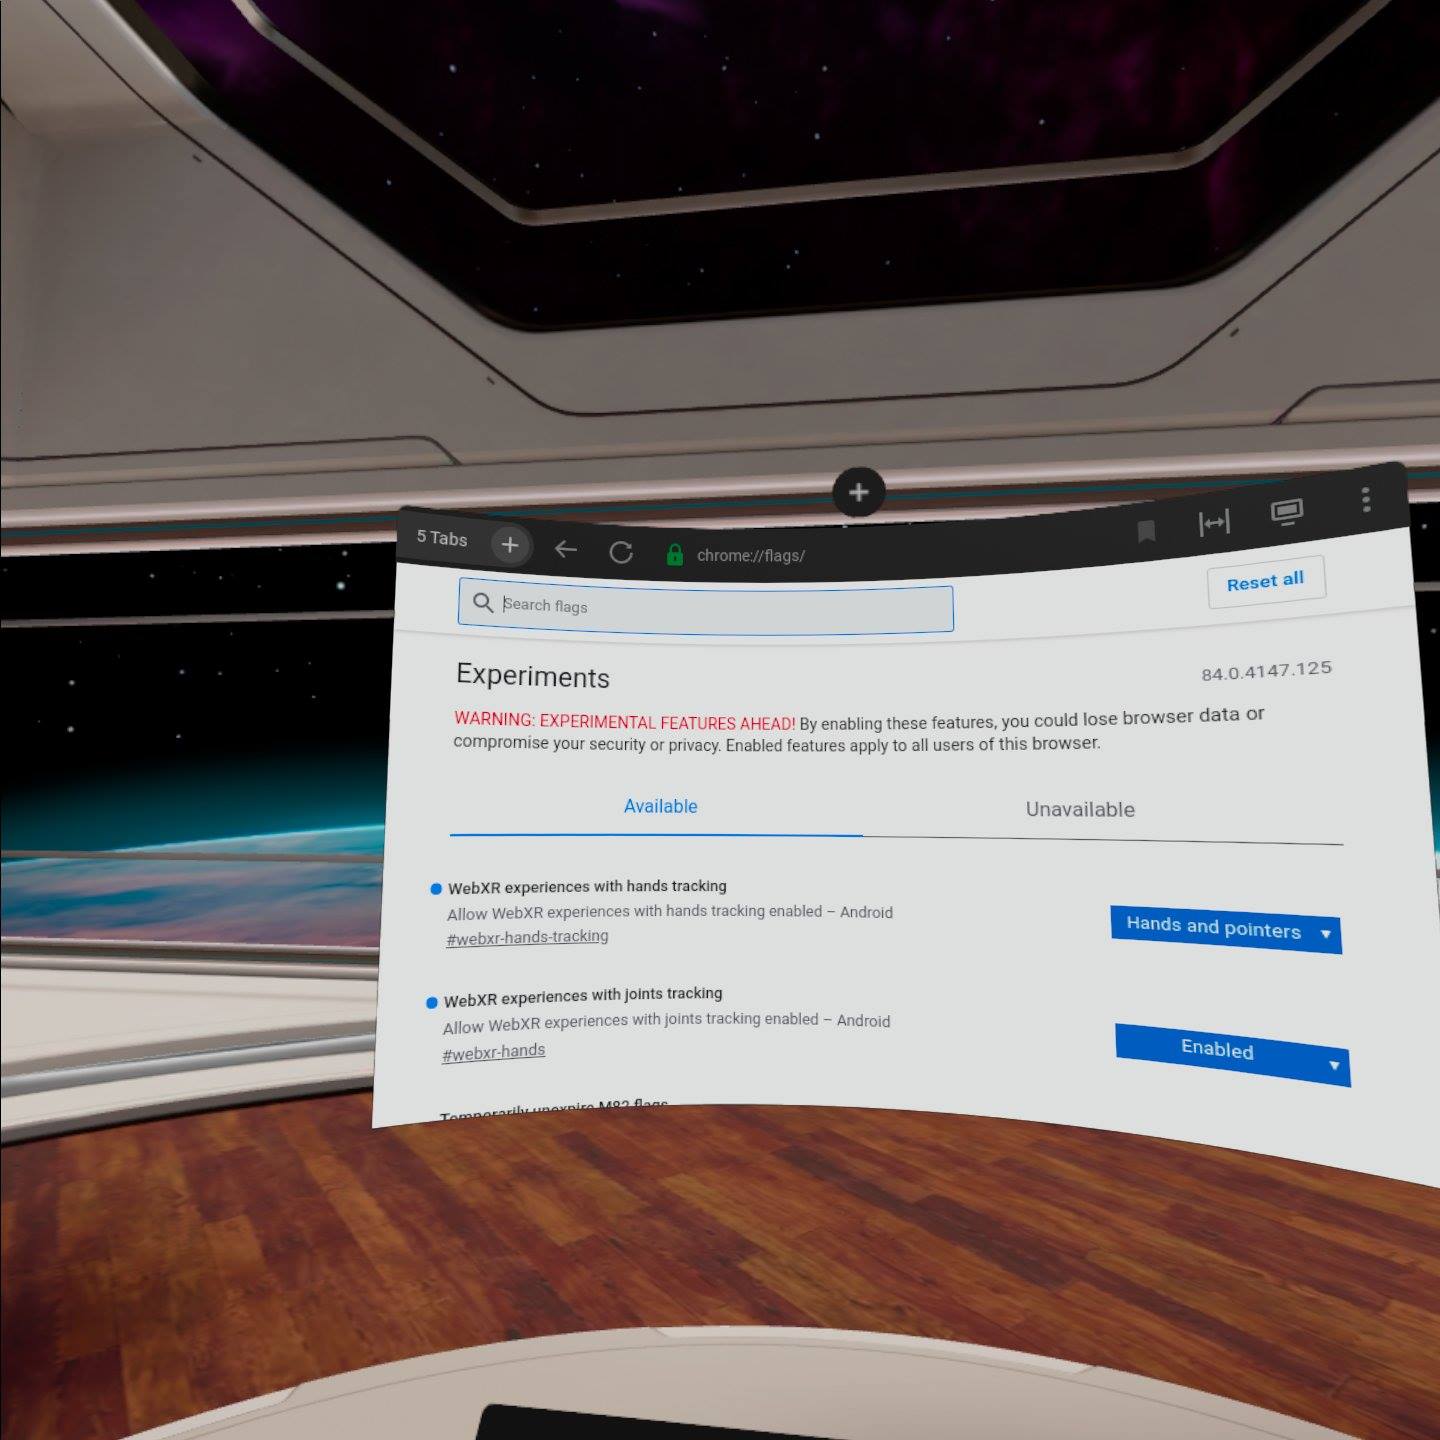 5 Tabs
chrome://flags/
Search flags
Reset all
Experiments
84.0.4147.125
WARNING: EXPERIMENTAL FEATURES AHEAD! By enabling these features, you could lose browser data or
compromise your security or privacy. Enabled features apply to all users of this browser.
Available
Unavailable
WebXR experiences with hands tracking
Allow WebXR experiences with hands tracking enabled – Android
#webxr-hands-tracking
Hands and pointers
WebXR experiences with joints tracking
Allow WebXR experiences with joints tracking enabled – Android
#webxr-hands
Enabled
Temporarily unexpire M82 flags